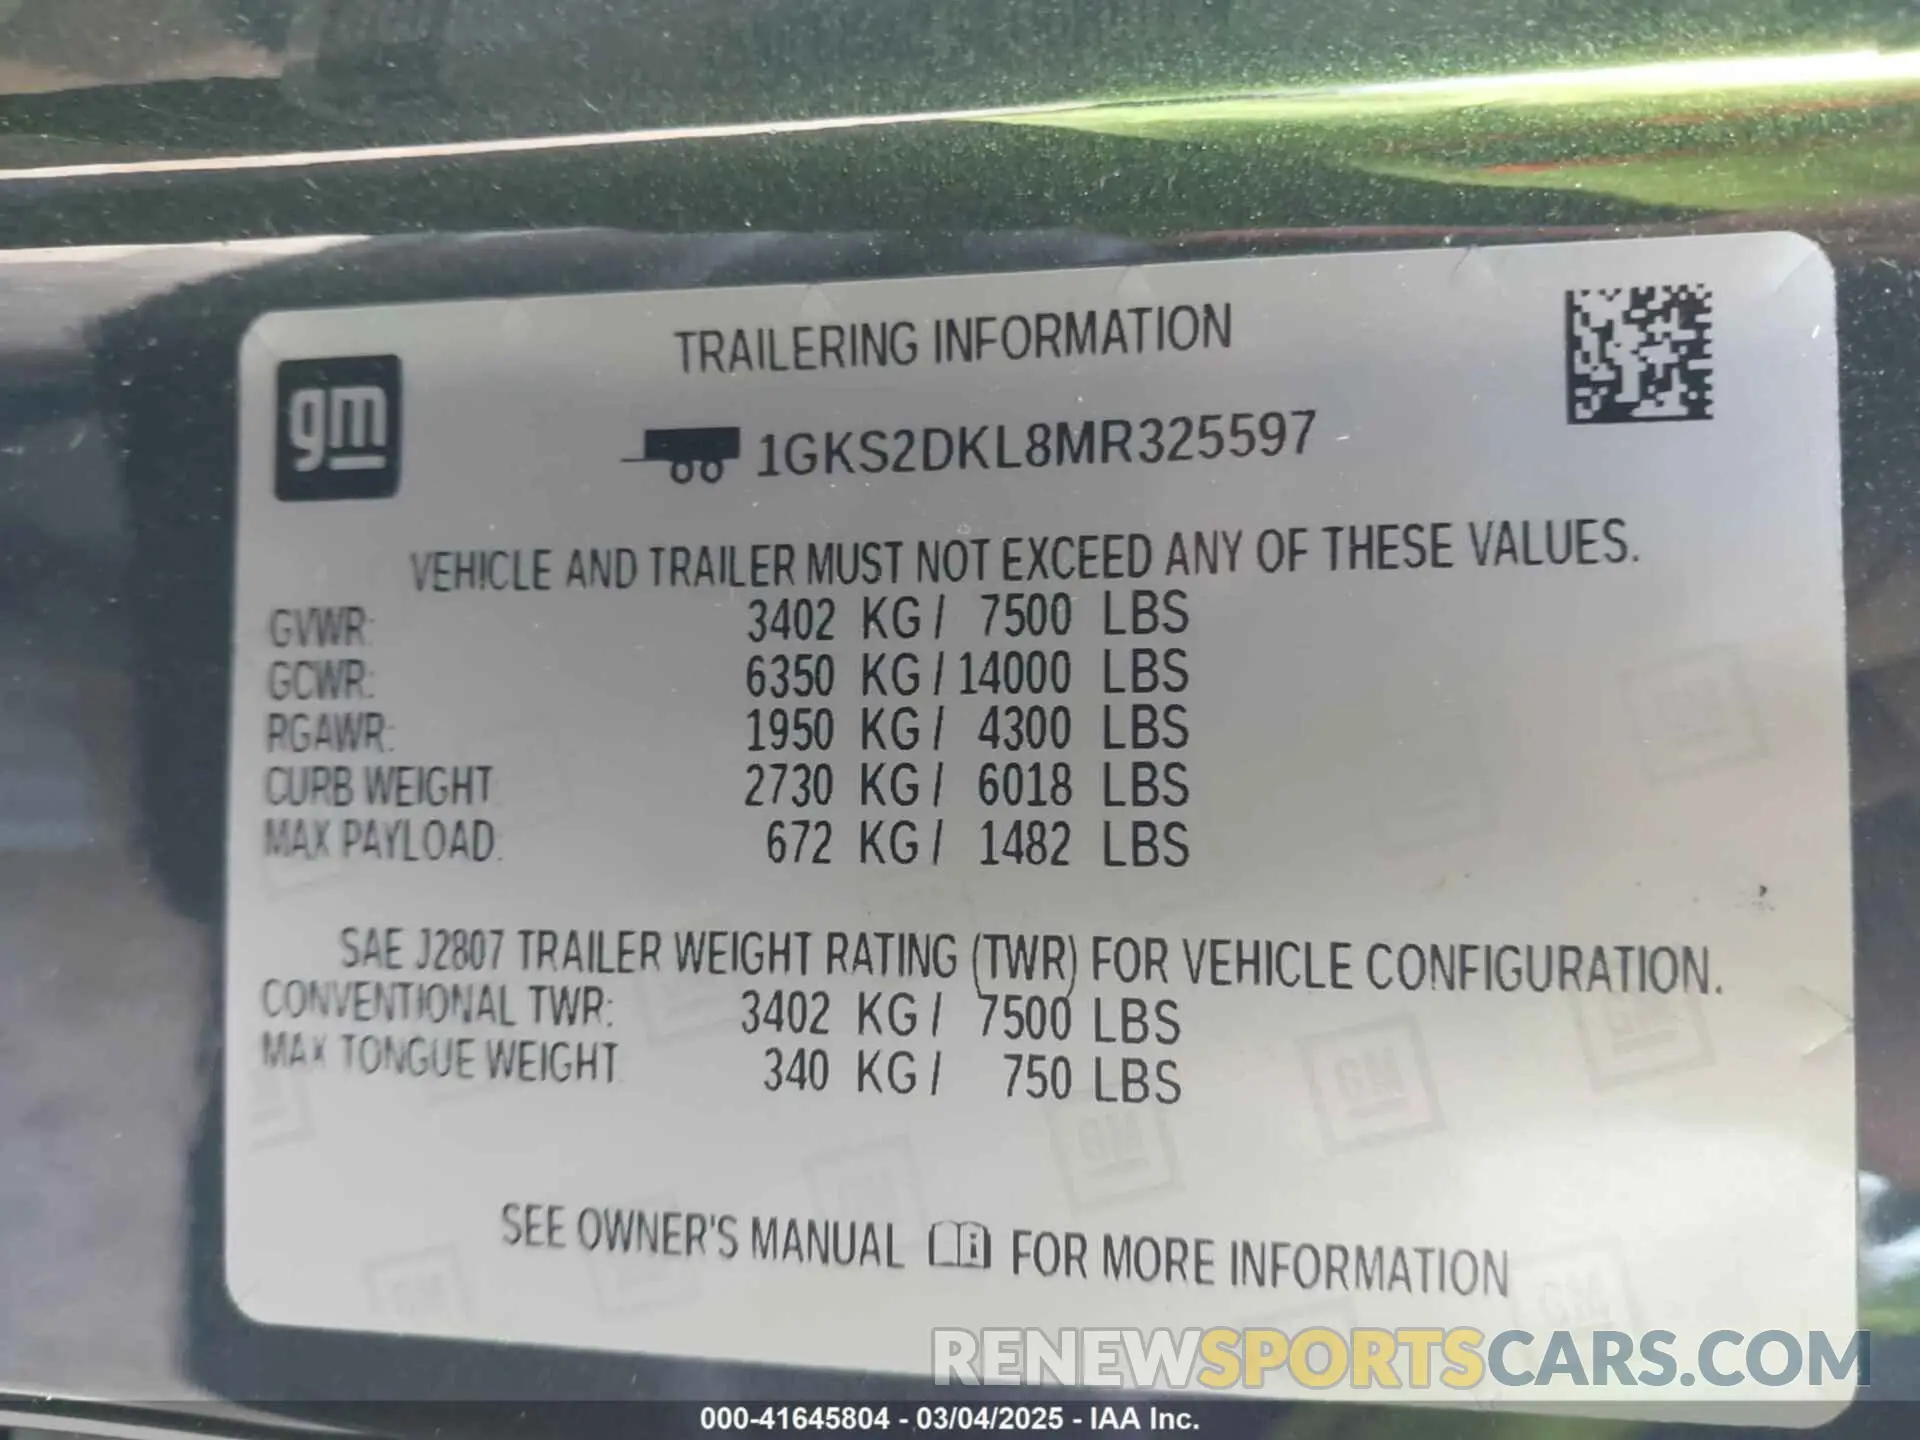 TRAILERING INFORMATION
gm
1GKS2DKL8MR325597
VEHICLE AND TRAILER MUST NOT EXCEED ANY OF THESE VALUES.
GVWR: 3402 KG/ 7500 LBS
GCWR: 6350 KG/14000 LBS
RGAWR: 1950 KG/ 4300 LBS
CURB WEIGHT 2730 KG/ 6018 LBS
MAX PAYLOAD: 672 KG/ 1482 LBS
SAE J2807 TRAILER WEIGHT RATING (TWR) FOR VEHICLE CONFIGURATION.
CONVENTIONAL TWR: 3402 KG/ 7500 LBS
MAX TONGUE WEIGHT 340 KG/ 750 LBS
SEE OWNER'S MANUAL i FOR MORE INFORMATION
RENEWSPORTSCARS.COM
000-41645804 - 03/04/2025 - IAA Inc.